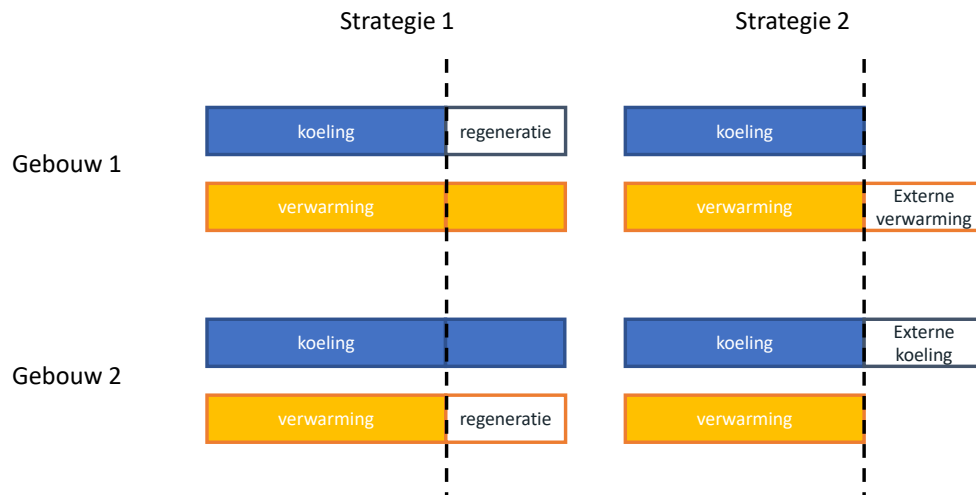 Strategie 1
Strategie 2
Gebouw 1
koeling
regeneratie
koeling
verwarming
verwarming
Externe
verwarming
Gebouw 2
koeling
koeling
Externe
koeling
verwarming
regeneratie
verwarming